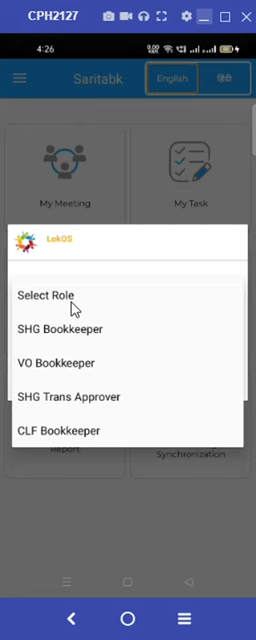 CPH2127
4:26
Saritabk
English
हिंदी
My Meeting
My Task
LokOS
Select Role
SHG Bookkeeper
VO Bookkeeper
SHG Trans Approver
CLF Bookkeeper
Report
Synchronization